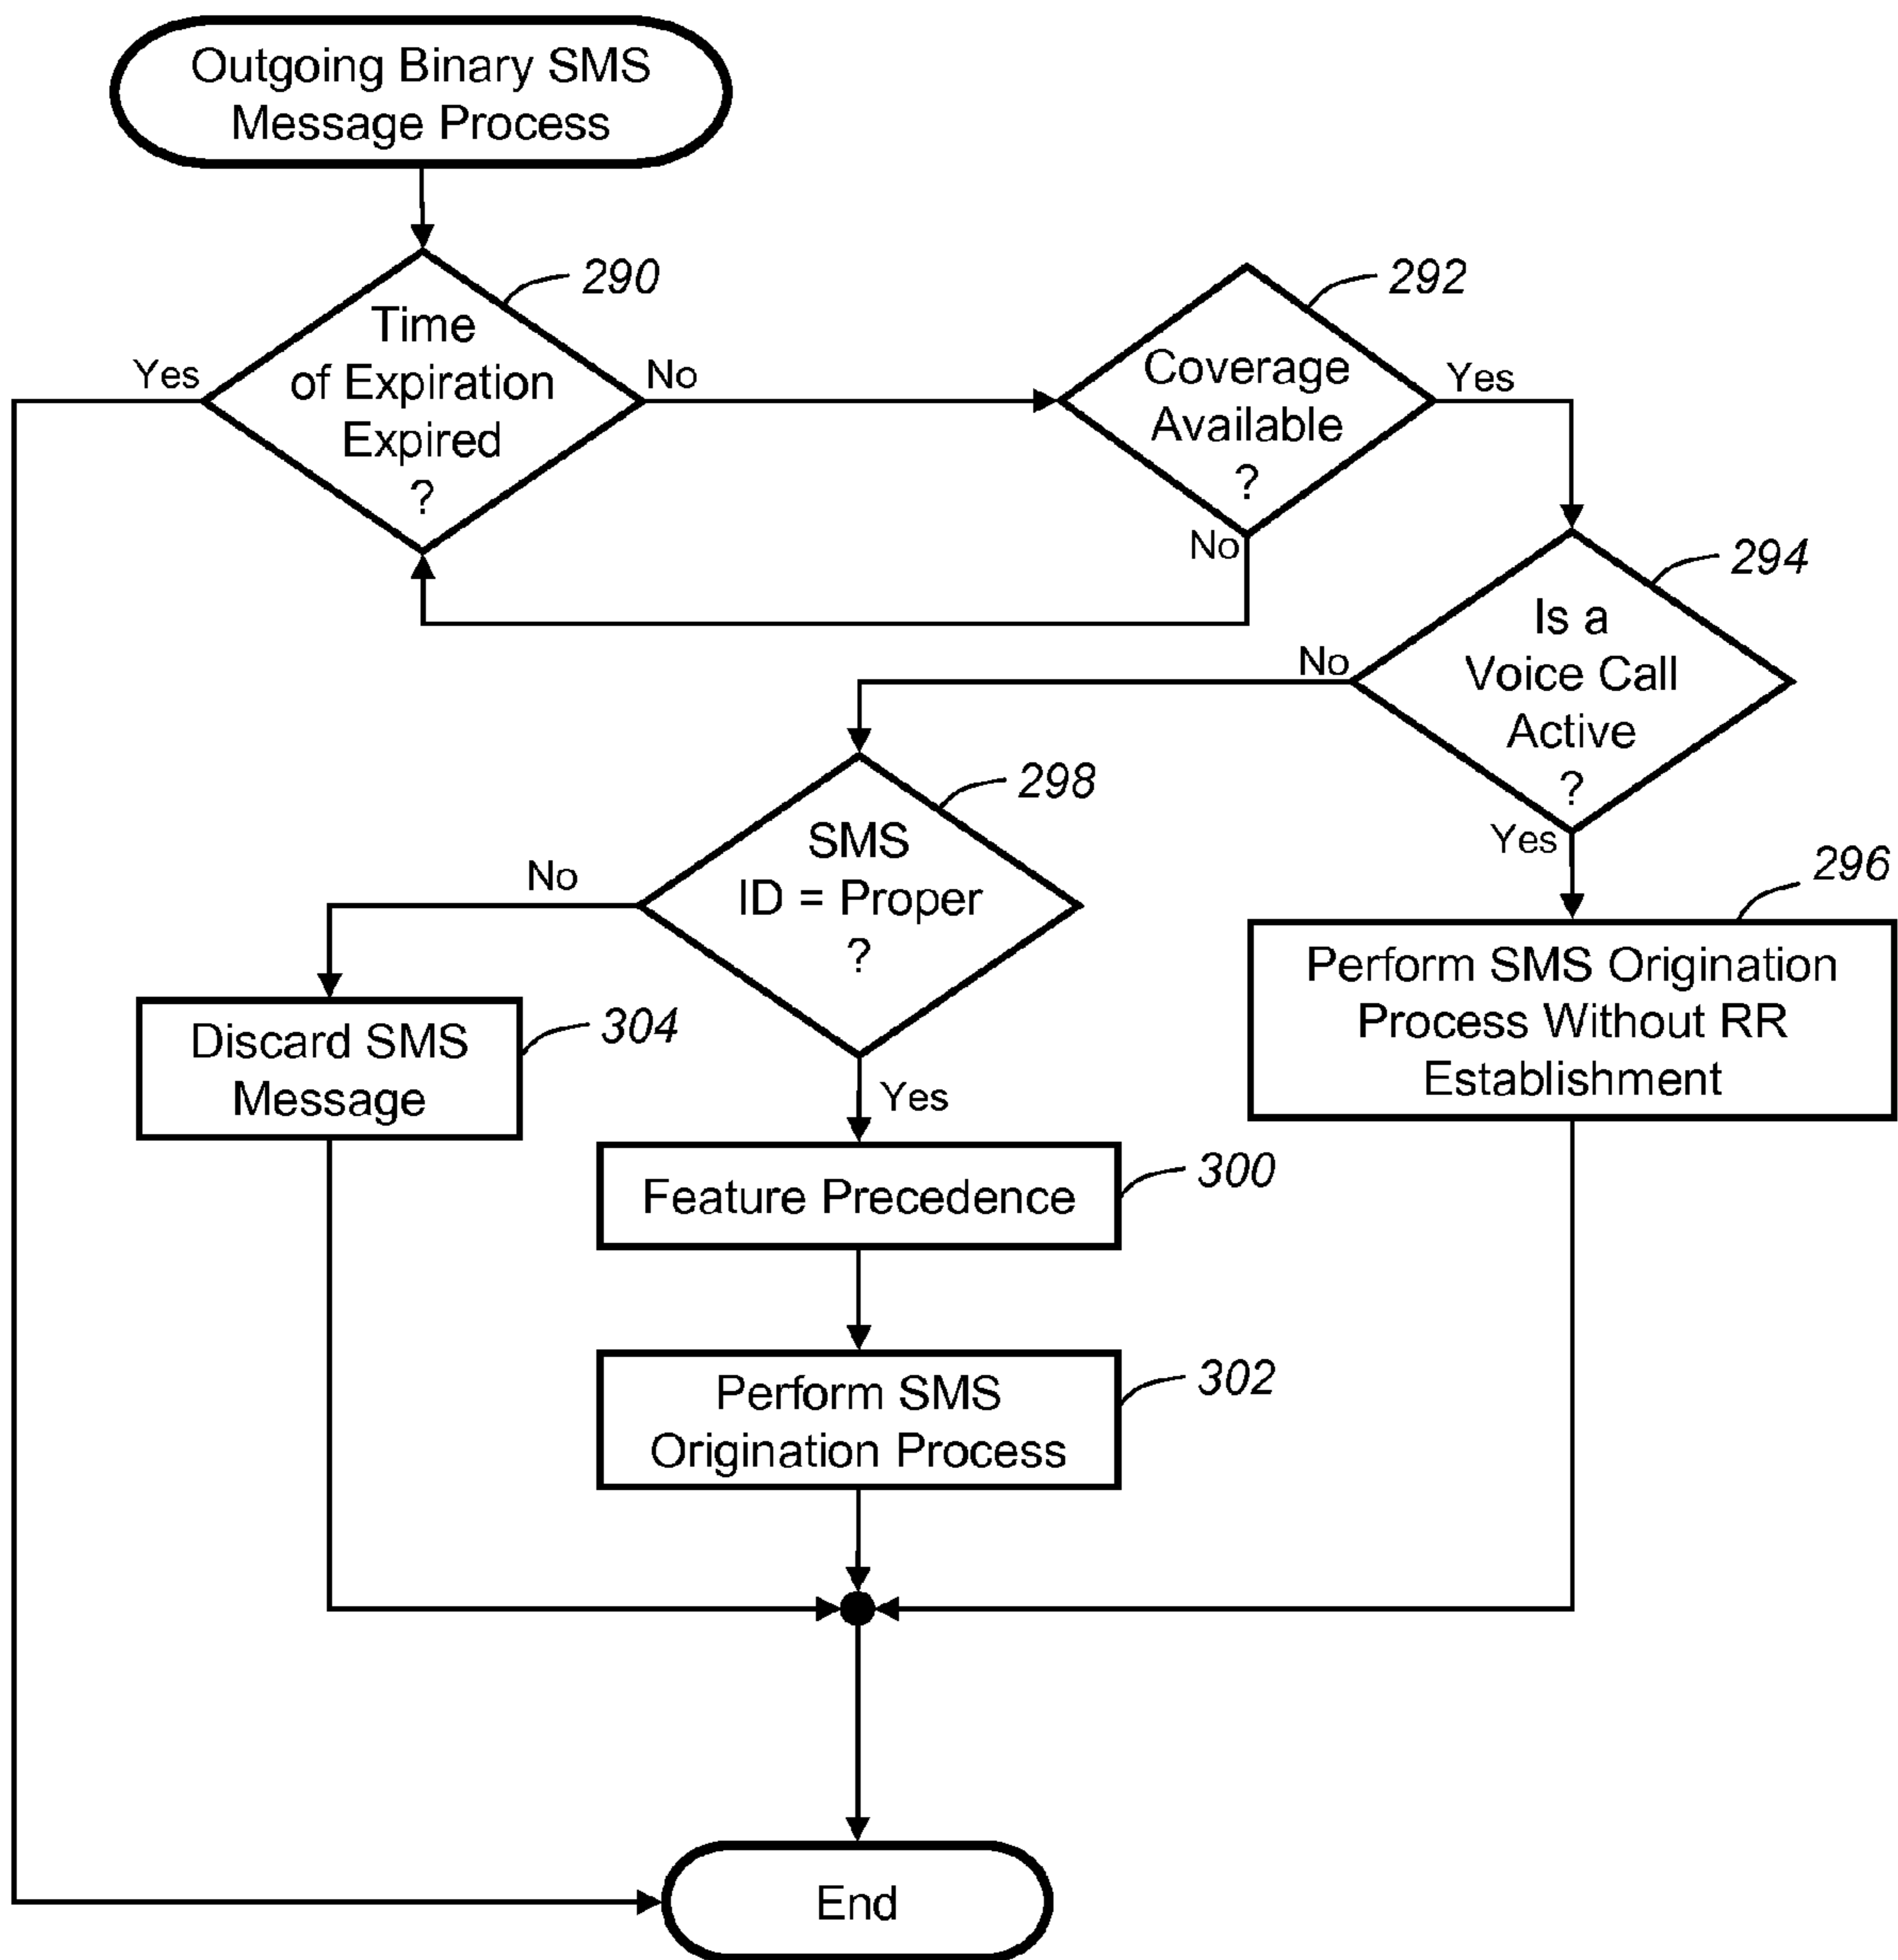 Outgoing Binary SMS
Message Process
290
Time
of Expiration
Expired
?
Yes
No
292
Coverage
Available
?
Yes
No
294
Is a
Voice Call
Active
?
No
Yes
298
SMS
ID = Proper
?
No
Yes
296
Perform SMS Origination
Process Without RR
Establishment
304
Discard SMS
Message
300
Feature Precedence
302
Perform SMS
Origination Process
End